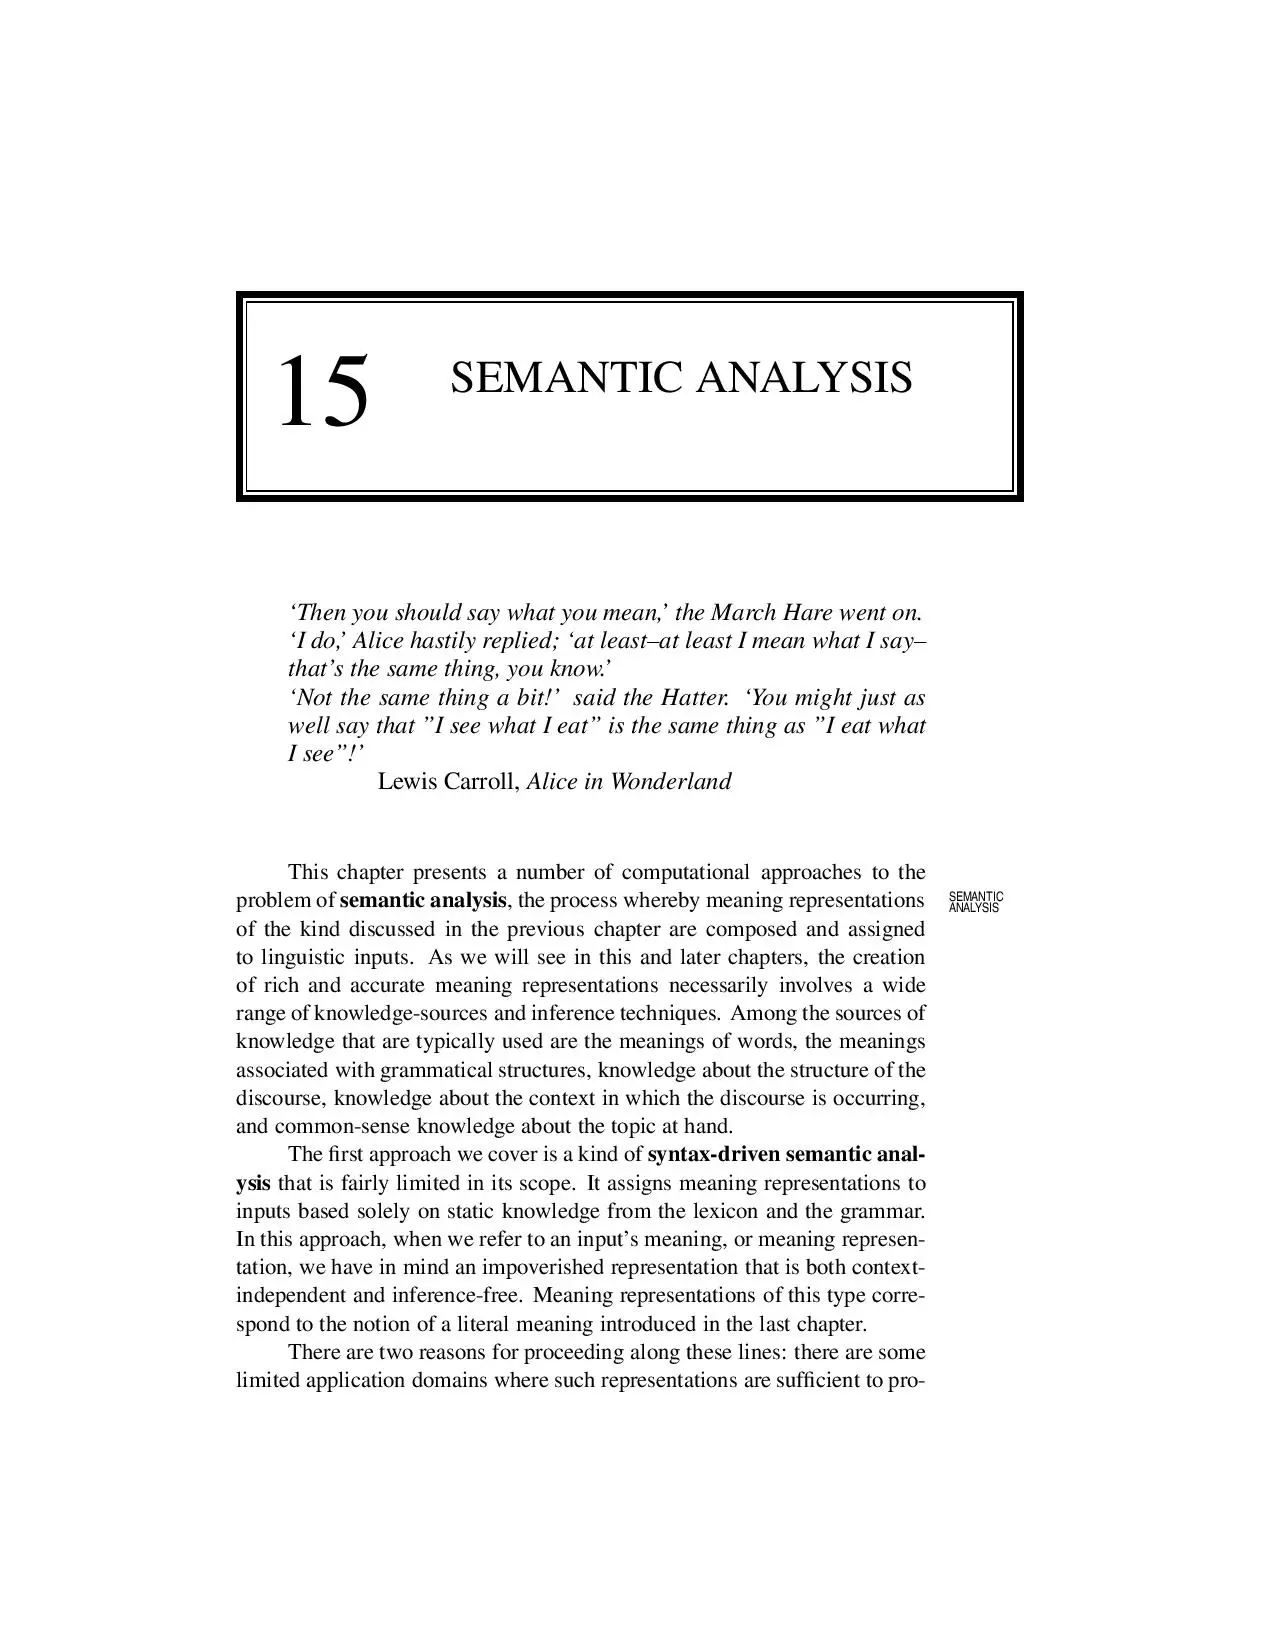 15
SEMANTIC ANALYSIS
‘Then you should say what you mean,’ the March Hare went on.
‘I do,’ Alice hastily replied; ‘at least–at least I mean what I say–
that’s the same thing, you know.’
‘Not the same thing a bit!’ said the Hatter. ‘You might just as
well say that ”I see what I eat” is the same thing as ”I eat what
I see”!’
Lewis Carroll, Alice in Wonderland
This chapter presents a number of computational approaches to the
problem of semantic analysis, the process whereby meaning representations
SEMANTIC
ANALYSIS
of the kind discussed in the previous chapter are composed and assigned
to linguistic inputs. As we will see in this and later chapters, the creation
of rich and accurate meaning representations necessarily involves a wide
range of knowledge-sources and inference techniques. Among the sources of
knowledge that are typically used are the meanings of words, the meanings
associated with grammatical structures, knowledge about the structure of the
discourse, knowledge about the context in which the discourse is occurring,
and common-sense knowledge about the topic at hand.
The first approach we cover is a kind of syntax-driven semantic anal-
ysis that is fairly limited in its scope. It assigns meaning representations to
inputs based solely on static knowledge from the lexicon and the grammar.
In this approach, when we refer to an input’s meaning, or meaning represen-
tation, we have in mind an impoverished representation that is both context-
independent and inference-free. Meaning representations of this type corre-
spond to the notion of a literal meaning introduced in the last chapter.
There are two reasons for proceeding along these lines: there are some
limited application domains where such representations are sufficient to pro-